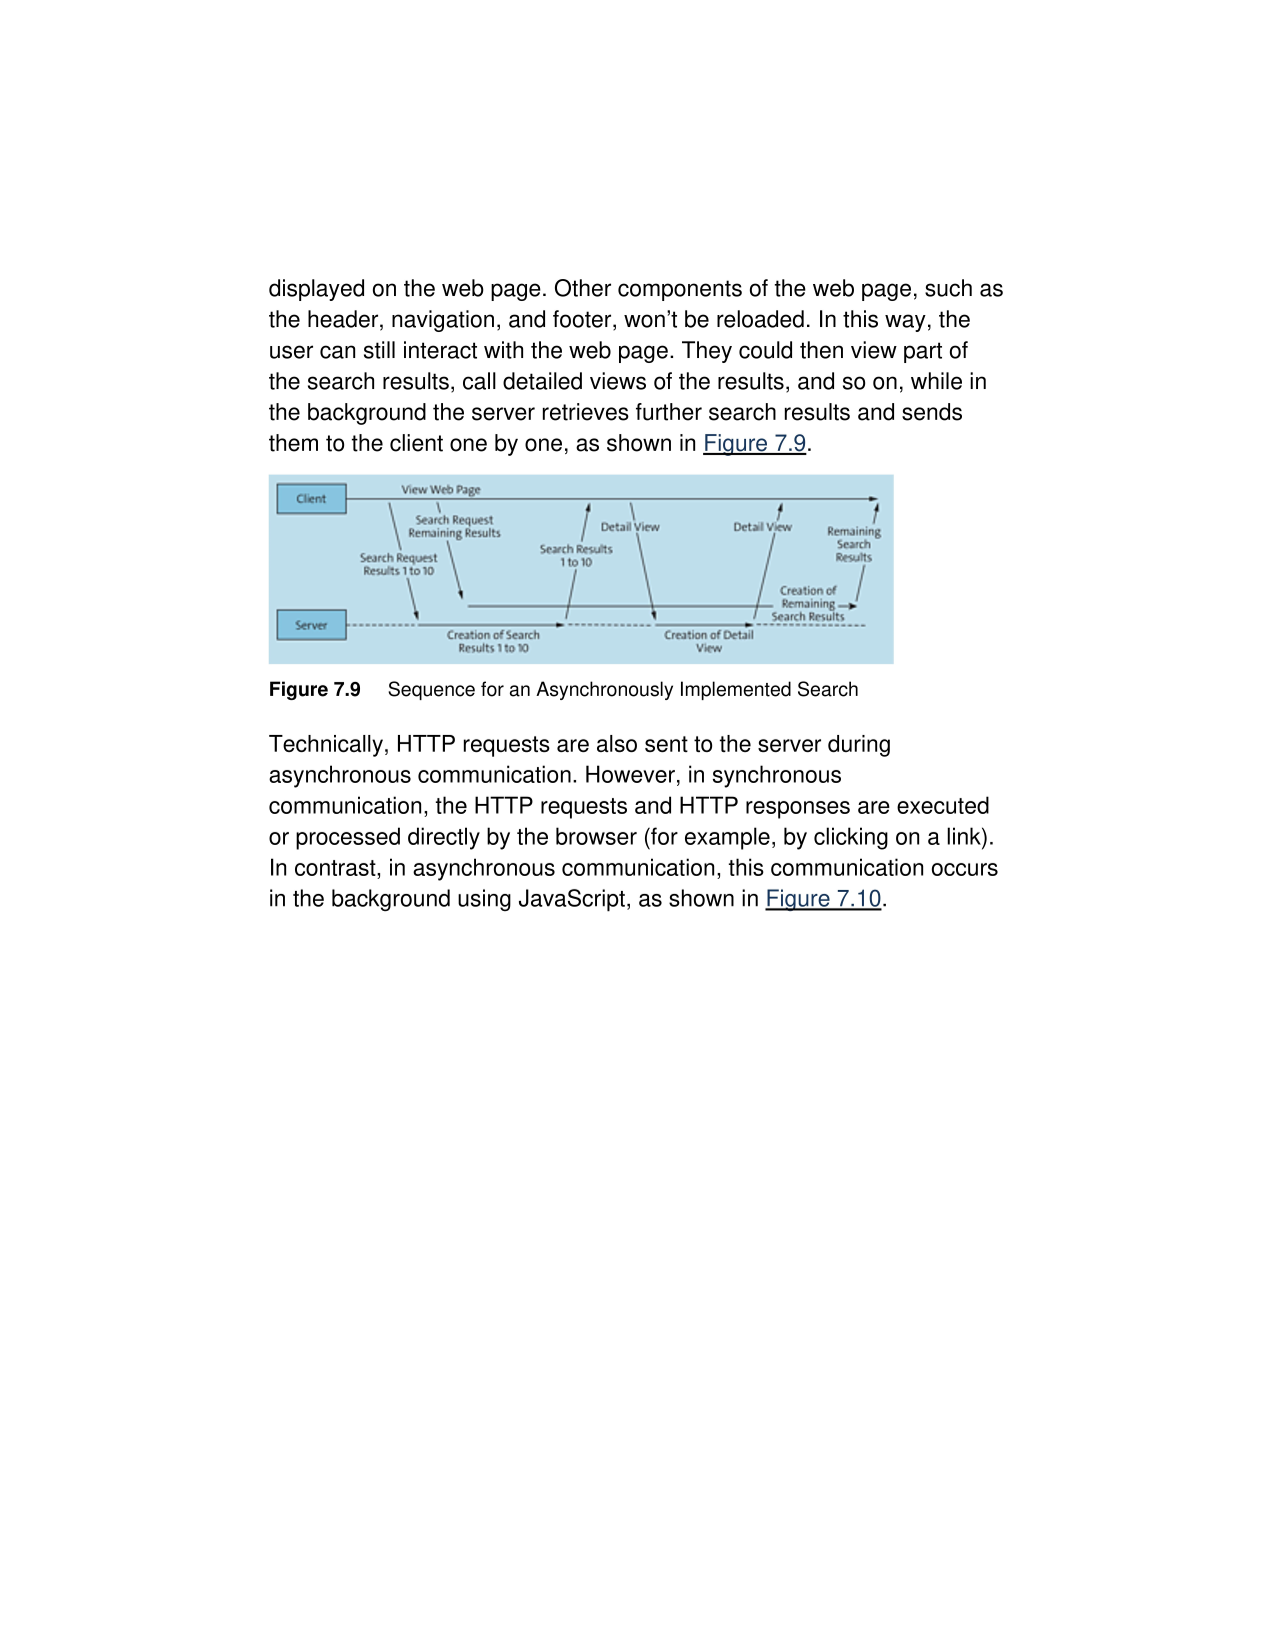 displayed on the web page. Other components of the web page, such as
the header, navigation, and footer, won’t be reloaded. In this way, the
user can still interact with the web page. They could then view part of
the search results, call detailed views of the results, and so on, while in
the background the server retrieves further search results and sends
them to the client one by one, as shown in Figure 7.9.
Client
View Web Page
Search Request
Remaining Results
Search Request
Results 1 to 10
Search Results
1 to 10
Detail View
Detail View
Remaining
Search
Results
Creation of
Remaining
Search Results
Server
Creation of Search
Results 1 to 10
Creation of Detail
View
Figure 7.9 Sequence for an Asynchronously Implemented Search
Technically, HTTP requests are also sent to the server during
asynchronous communication. However, in synchronous
communication, the HTTP requests and HTTP responses are executed
or processed directly by the browser (for example, by clicking on a link).
In contrast, in asynchronous communication, this communication occurs
in the background using JavaScript, as shown in Figure 7.10.